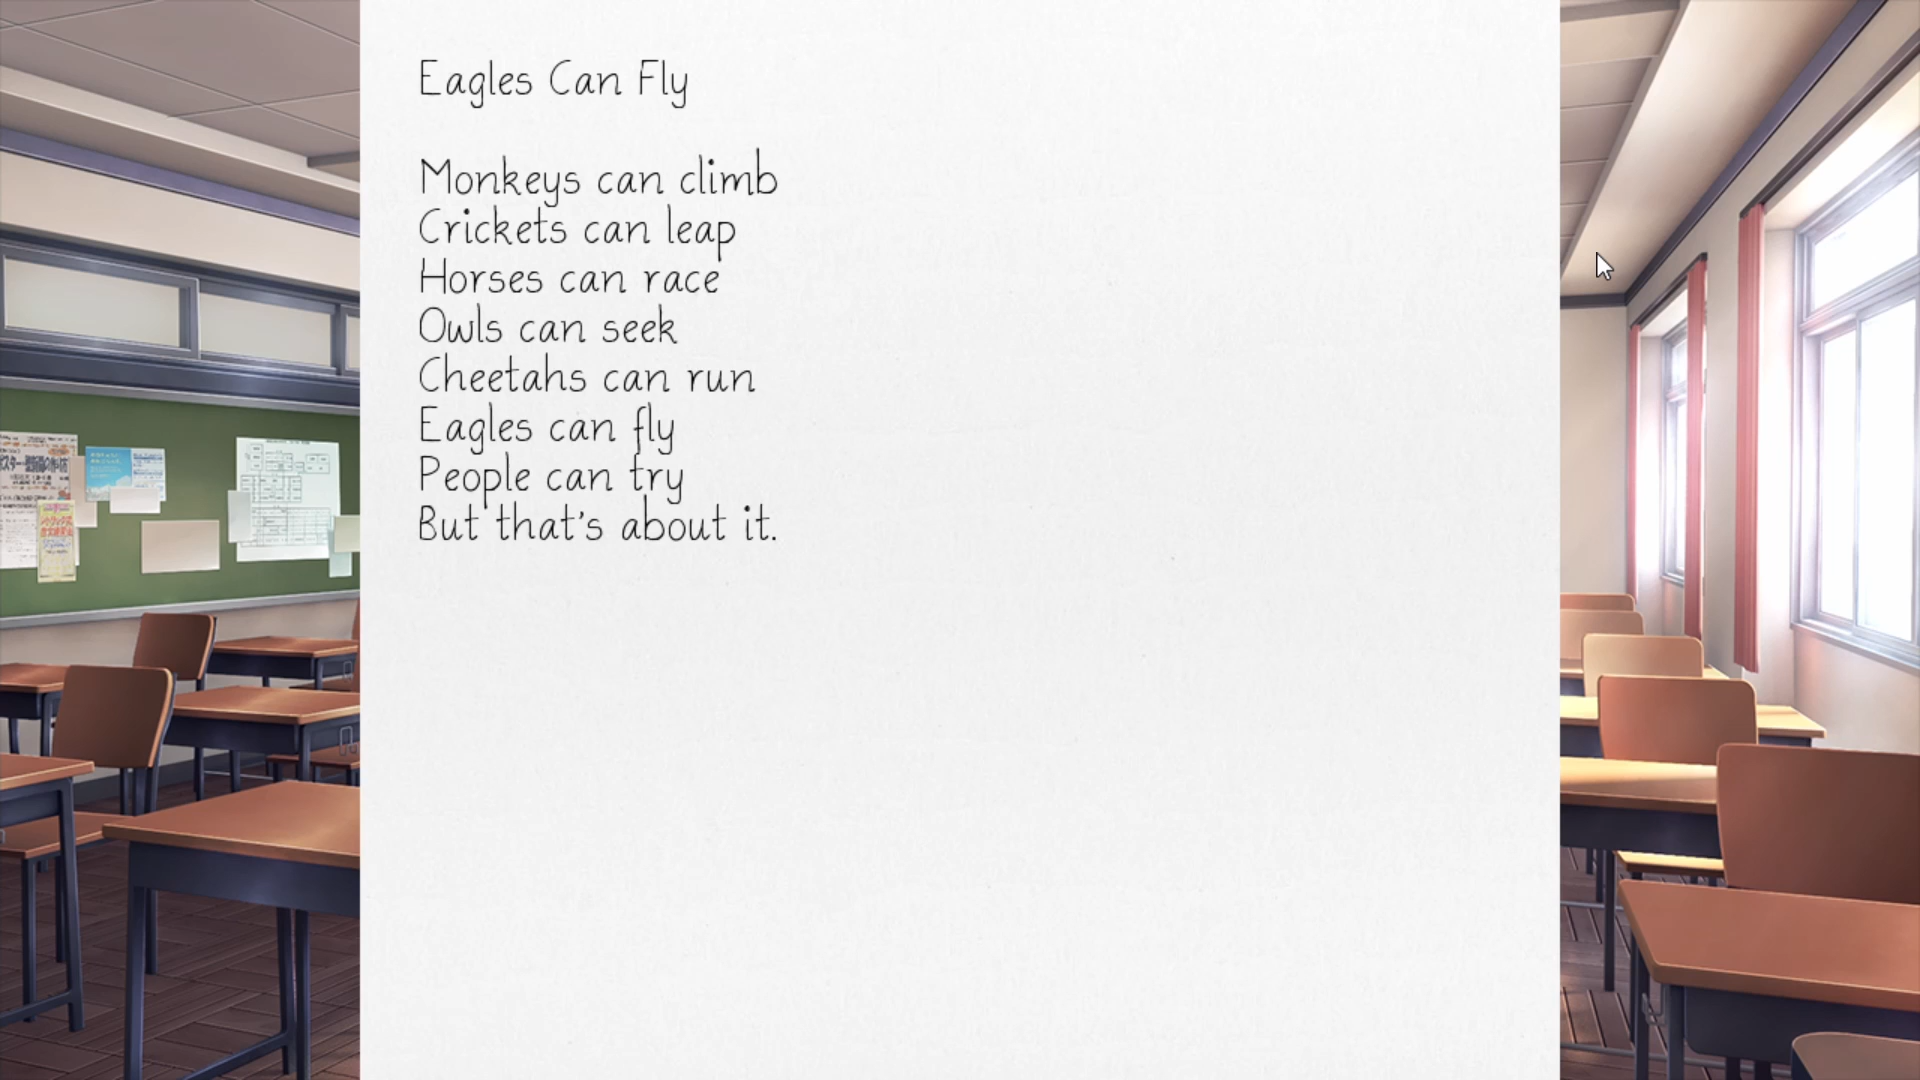 Eagles Can Fly
Monkeys can climb
Crickets can leap
Horses can race
Owls can seek
Cheetahs can run
Eagles can fly
People can try
But that's about it.